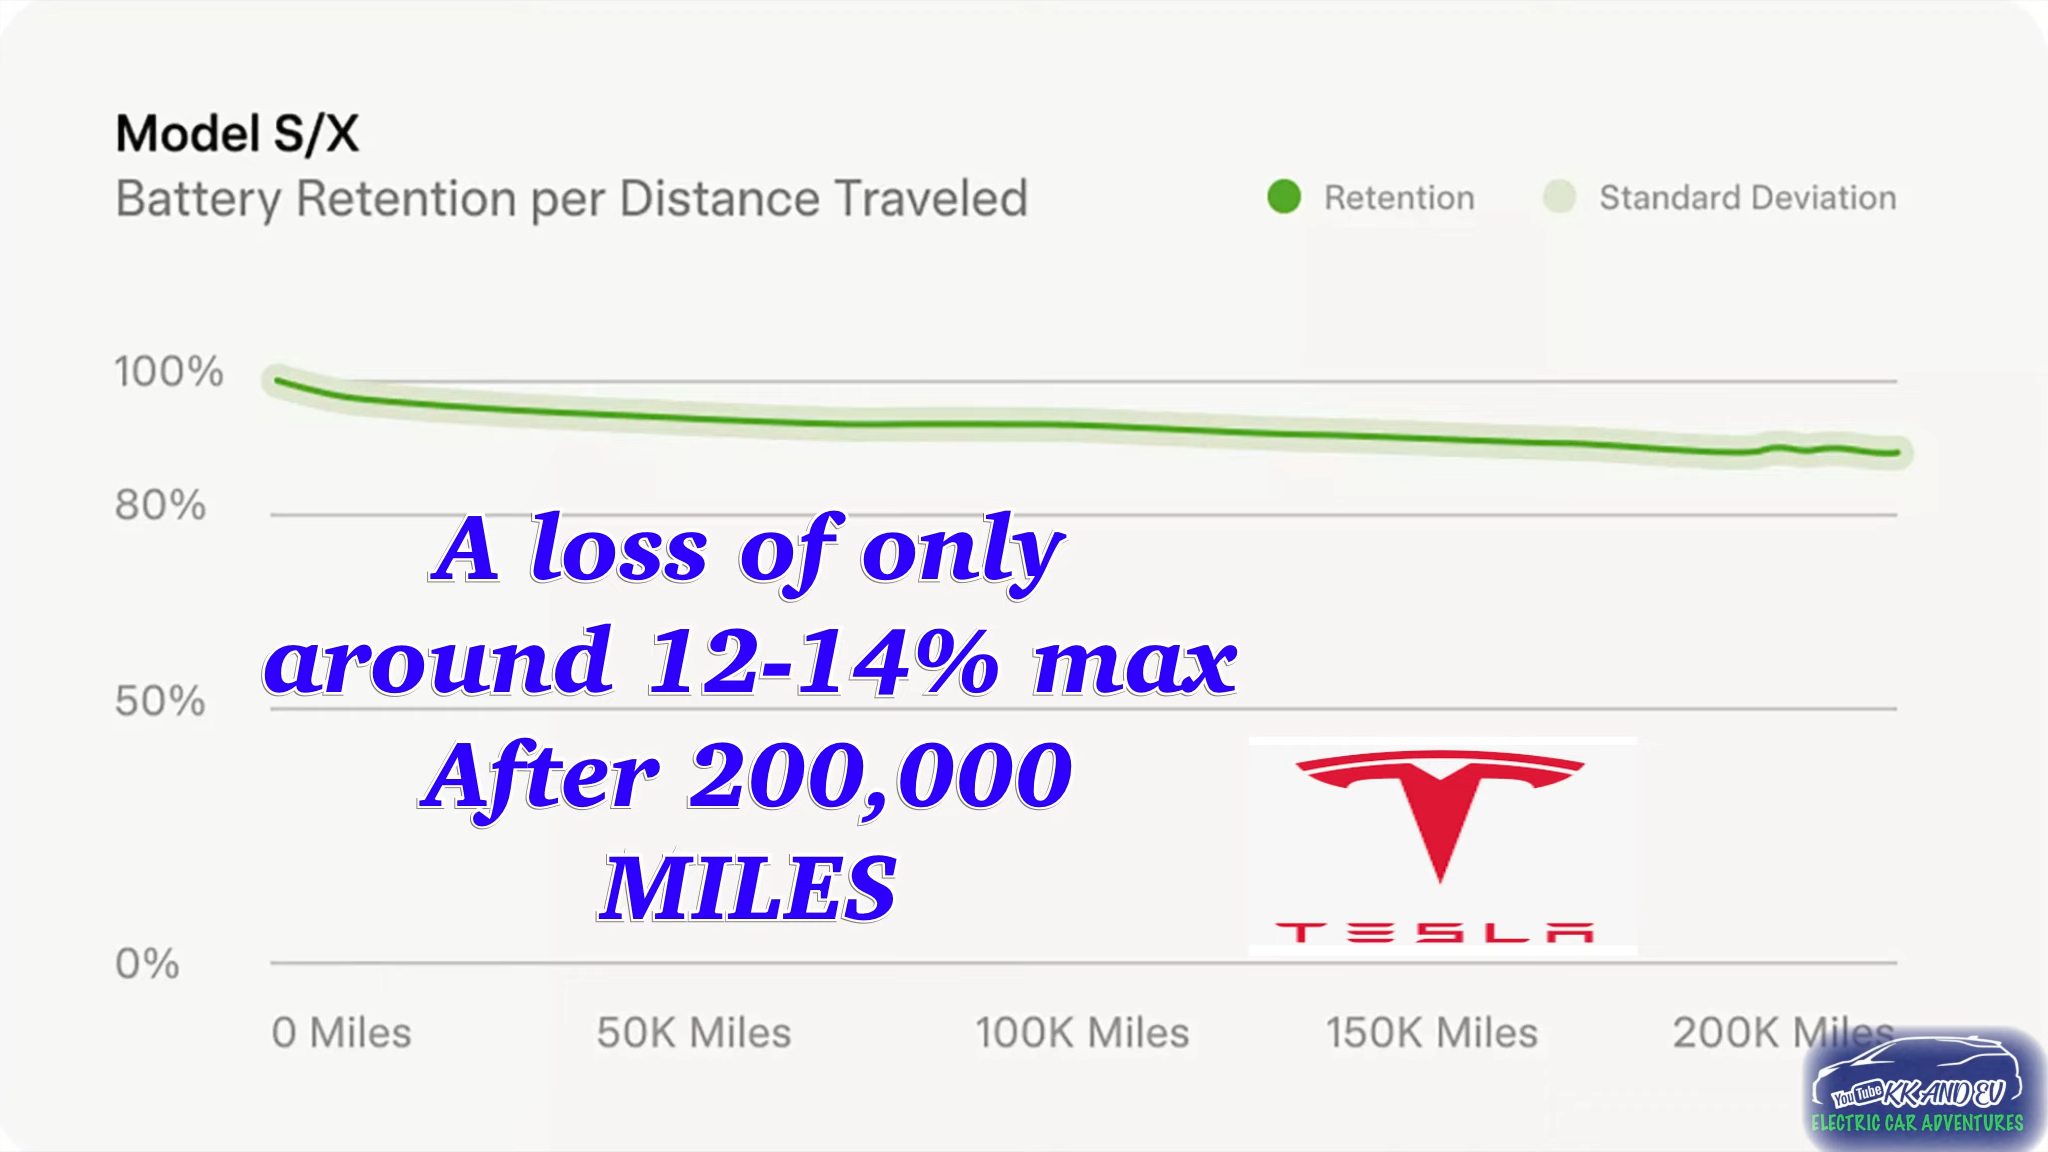 Model S/X
Battery Retention per Distance Traveled
Retention
Standard Deviation
100%
80%
A loss of only
around 12-14% max
50%
After 200,000
MILES
TESLA
0%
0 Miles
50K Miles
100K Miles
150K Miles
200K Miles
YouTube KK AND EV
ELECTRIC CAR ADVENTURES